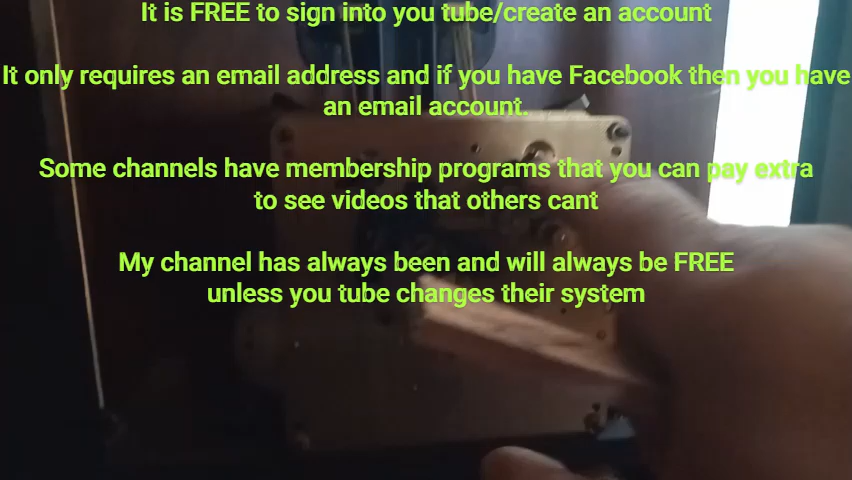 It is FREE to sign into you tube/create an account
It only requires an email address and if you have Facebook then you have
an email account.
Some channels have membership programs that you can pay extra
to see videos that others cant
My channel has always been and will always be FREE
unless you tube changes their system